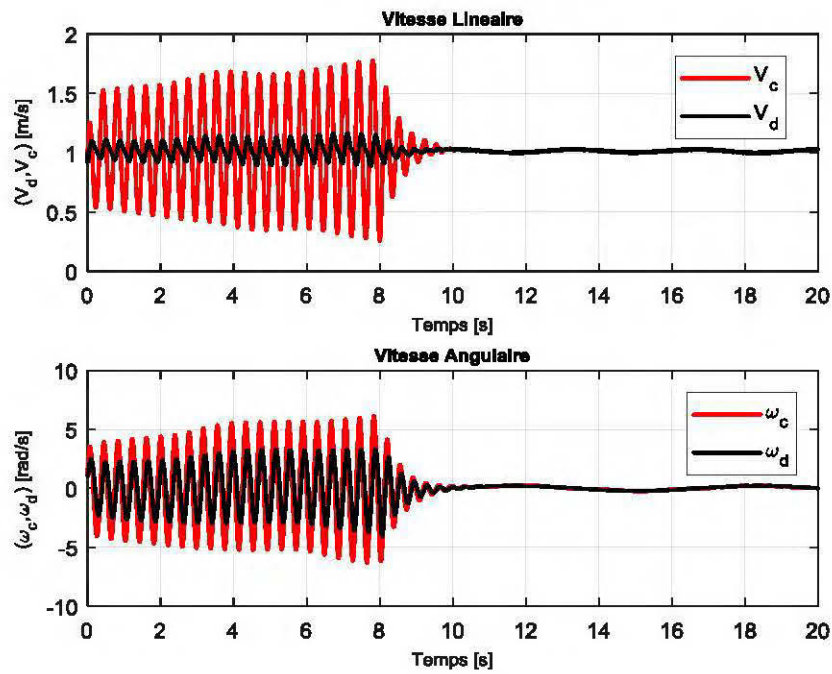 Vitesse Lineaire
2
1.5
1
0.5
0
(V_d,V_c) [m/s]
V_c
V_d
0 2 4 6 8 10 12 14 16 18 20
Temps [s]
Vitesse Angulaire
10
5
0
-5
-10
(ω_c,ω_d) [rad/s]
ω_c
ω_d
0 2 4 6 8 10 12 14 16 18 20
Temps [s]